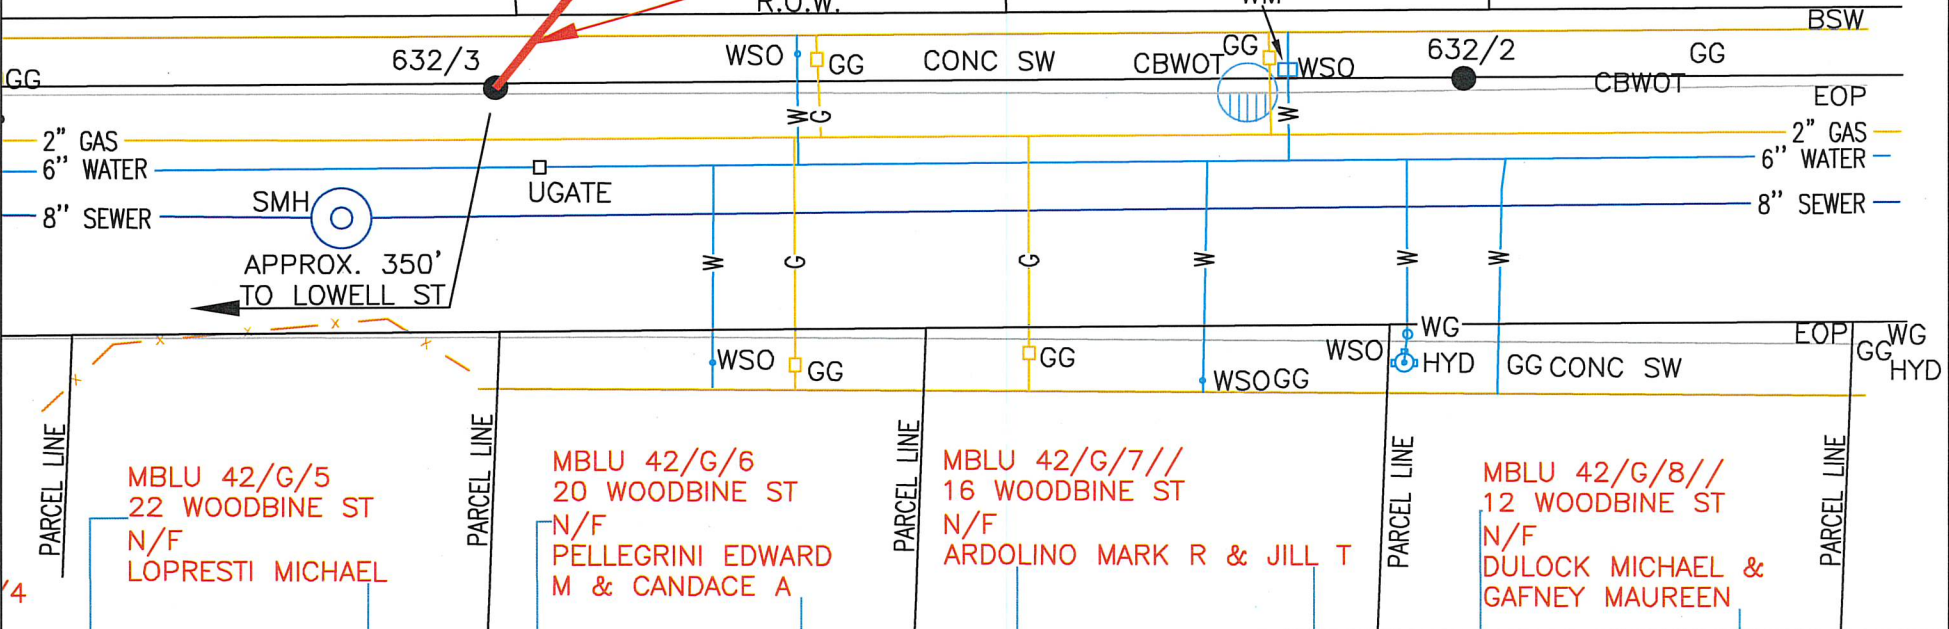 R.O.W.
WM
BSW
632/3
WSO
GG
CONC SW
CBWOT
GG
WSO
632/2
GG
GG
CBWOT
EOP
W
G
W
2" GAS
2" GAS
6" WATER
6" WATER
UGATE
SMH
8" SEWER
8" SEWER
APPROX. 350'
TO LOWELL ST
W
G
G
W
W
W
WG
EOP
WG
WSO
GG
GG
WSO
HYD
GG
CONC SW
GG
HYD
WSO
GG
PARCEL LINE
PARCEL LINE
PARCEL LINE
PARCEL LINE
PARCEL LINE
MBLU 42/G/5
22 WOODBINE ST
N/F
LOPRESTI MICHAEL
MBLU 42/G/6
20 WOODBINE ST
N/F
PELLEGRINI EDWARD
M & CANDACE A
MBLU 42/G/7//
16 WOODBINE ST
N/F
ARDOLINO MARK R & JILL T
MBLU 42/G/8//
12 WOODBINE ST
N/F
DULOCK MICHAEL &
GAFNEY MAUREEN
/4